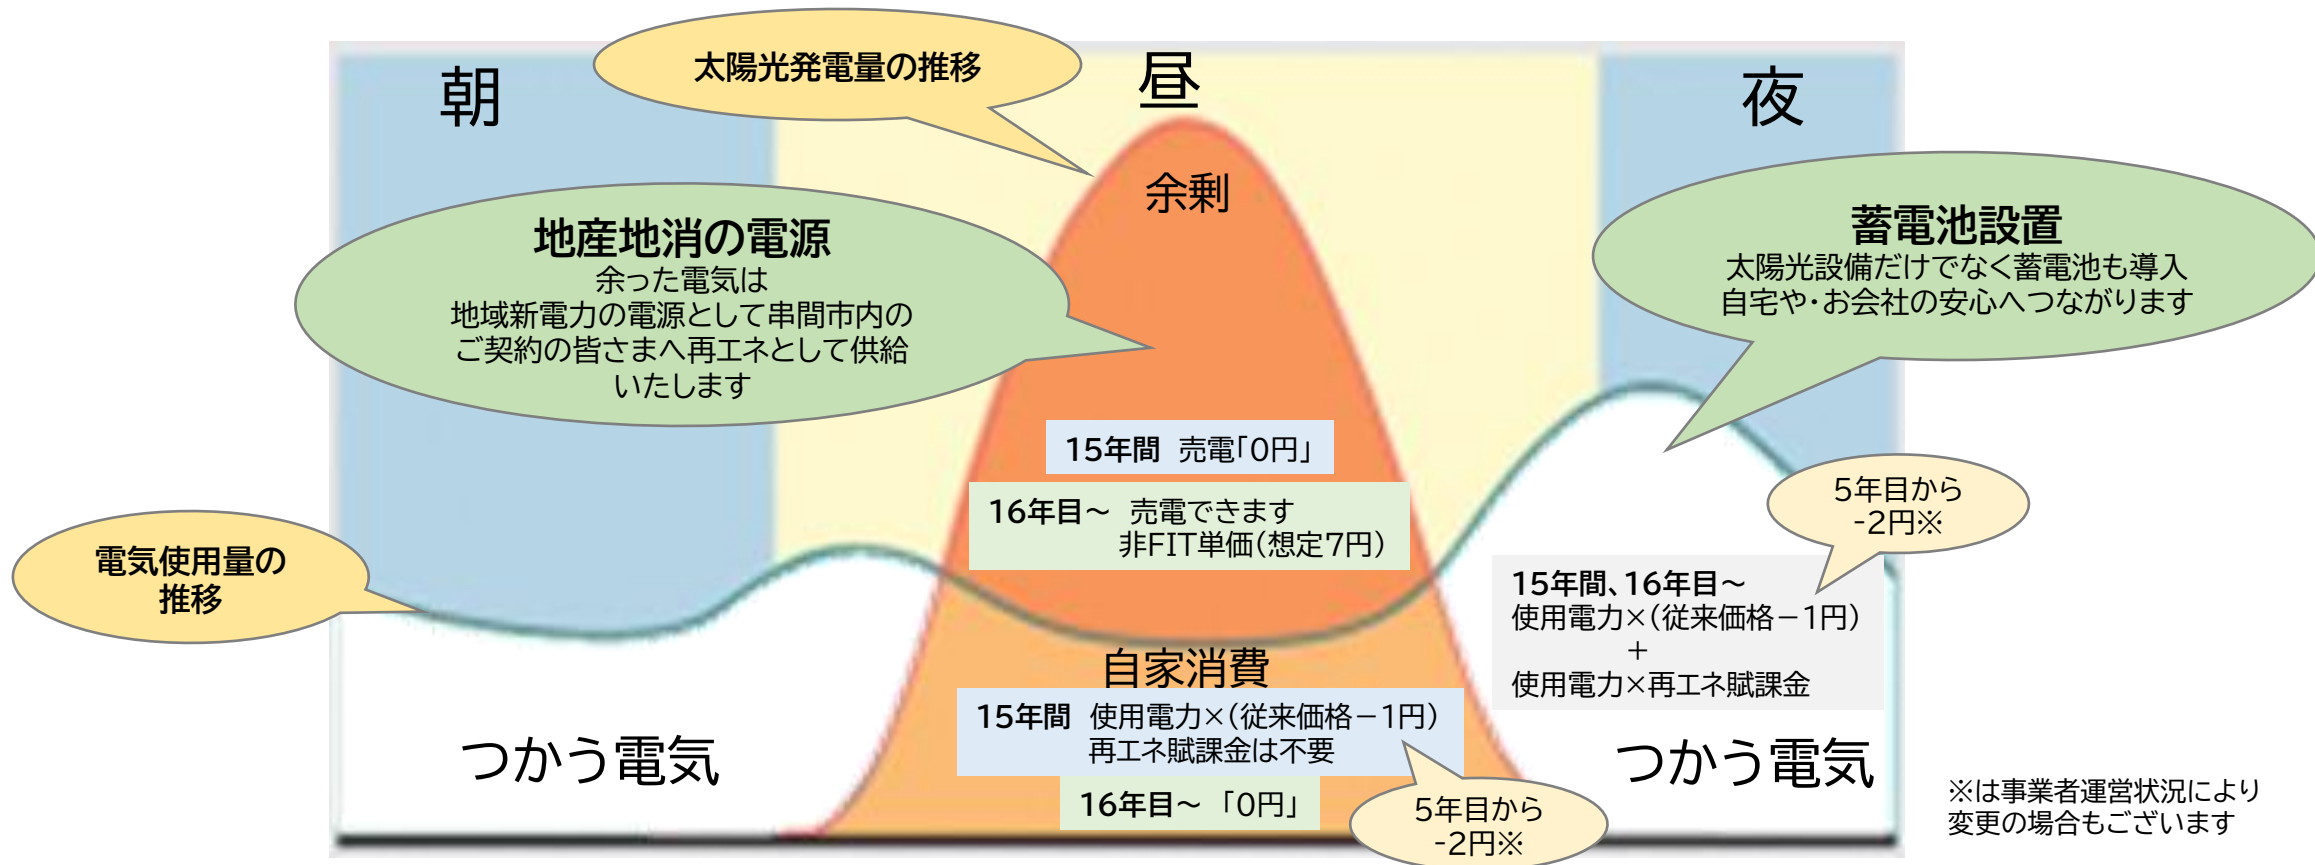 朝
太陽光発電量の推移
昼
夜
余剰
地産地消の電源
余った電気は
地域新電力の電源として串間市内の
ご契約の皆さまへ再エネとして供給
いたします
蓄電池設置
太陽光設備だけでなく蓄電池も導入
自宅や・お会社の安心へつながります
15年間 売電「0円」
16年目～ 売電できます
非FIT単価(想定7円)
5年目から
-2円※
電気使用量の
推移
15年間、16年目～
使用電力×(従来価格－1円)
＋
使用電力×再エネ賦課金
自家消費
15年間 使用電力×(従来価格－1円)
再エネ賦課金は不要
16年目～ 「0円」
5年目から
-2円※
つかう電気
つかう電気
※は事業者運営状況により
変更の場合もございます